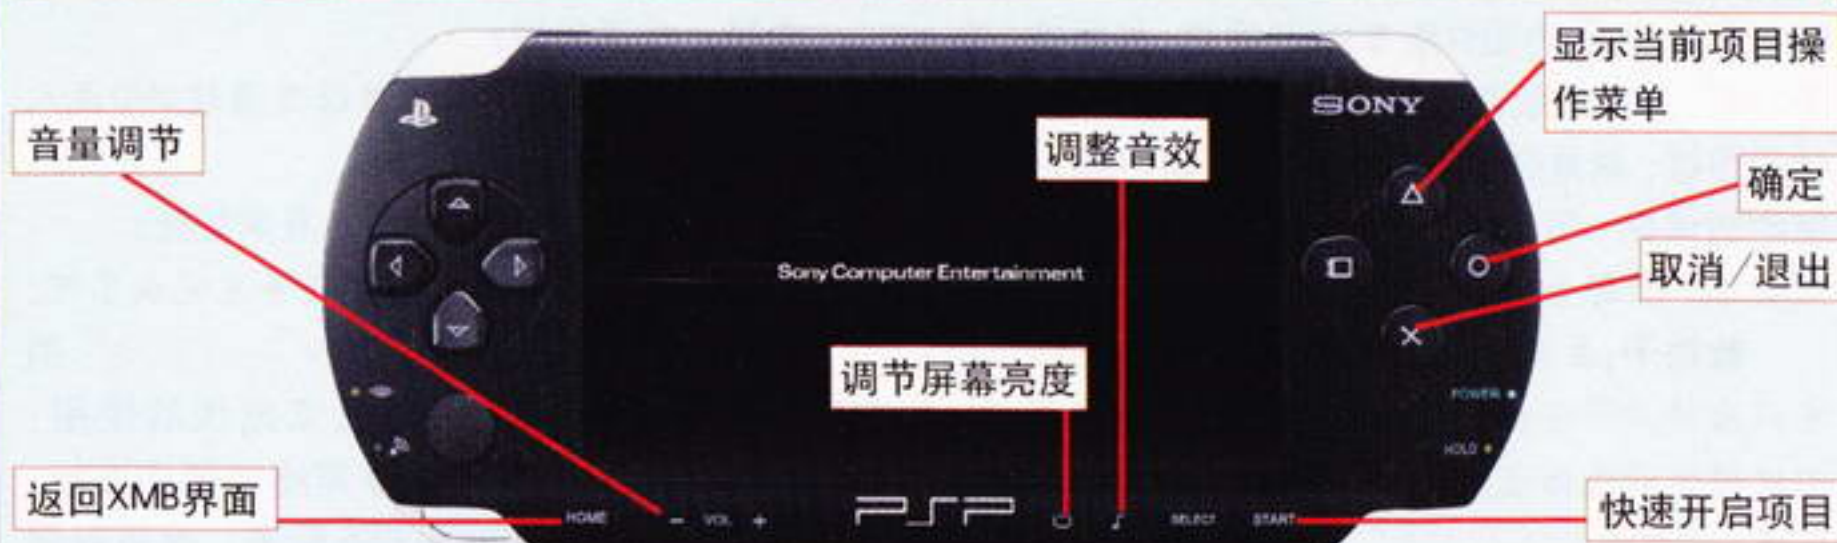 显示当前项目操
作菜单
SONY
音量调节
调整音效
确定
Sony Computer Entertainment
取消/退出
调节屏幕亮度
POWER
HOLD
返回XMB界面
HOME
- VOL +
PSP
SELECT
START
快速开启项目